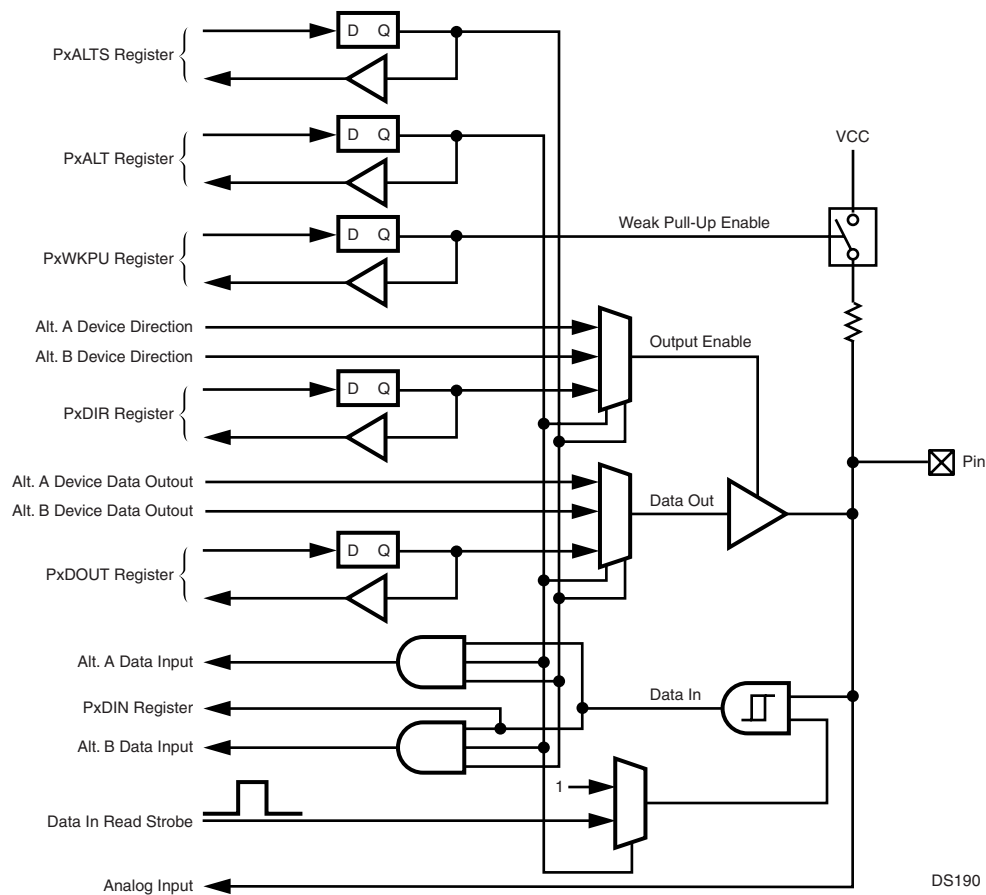 PxALTS Register
D Q
PxALT Register
D Q
VCC
PxWKPU Register
D Q
Weak Pull-Up Enable
Alt. A Device Direction
Alt. B Device Direction
Output Enable
PxDIR Register
D Q
Pin
Alt. A Device Data Outout
Alt. B Device Data Outout
Data Out
PxDOUT Register
D Q
Alt. A Data Input
PxDIN Register
Data In
Alt. B Data Input
1
Data In Read Strobe
Analog Input
DS190